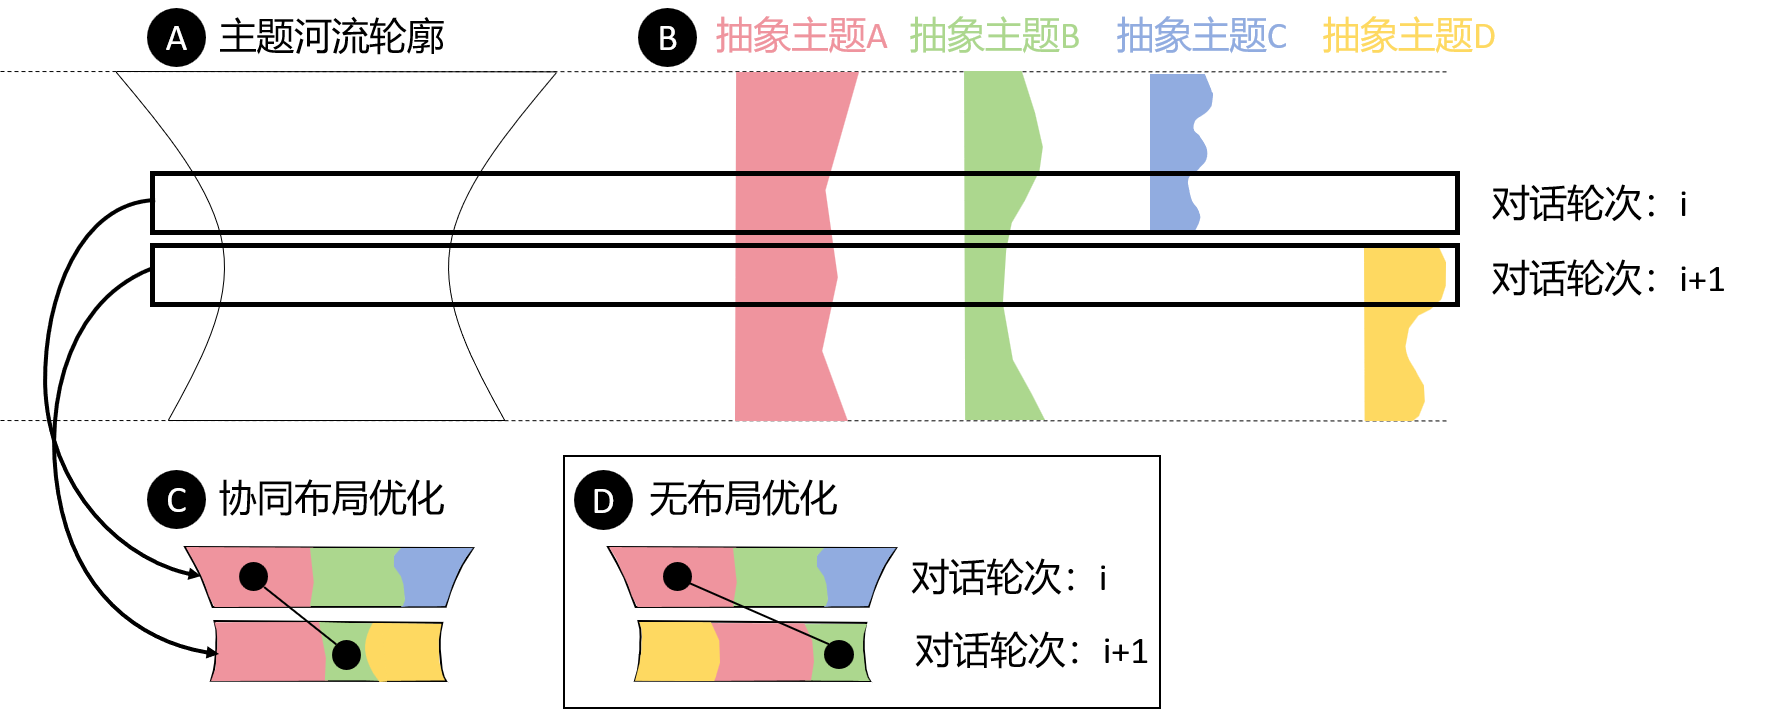 A 主题河流轮廓
B 抽象主题A 抽象主题B 抽象主题C 抽象主题D
对话轮次：i
对话轮次：i+1
C 协同布局优化
D 无布局优化
对话轮次：i
对话轮次：i+1